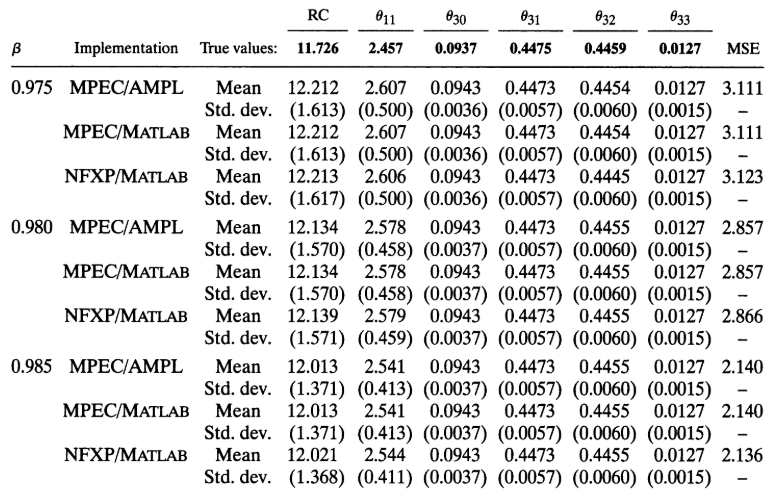 RC θ11 θ30 θ31 θ32 θ33
β Implementation True values: 11.726 2.457 0.0937 0.4475 0.4459 0.0127 MSE
0.975 MPEC/AMPL Mean 12.212 2.607 0.0943 0.4473 0.4454 0.0127 3.111
Std. dev. (1.613) (0.500) (0.0036) (0.0057) (0.0060) (0.0015) –
MPEC/MATLAB Mean 12.212 2.607 0.0943 0.4473 0.4454 0.0127 3.111
Std. dev. (1.613) (0.500) (0.0036) (0.0057) (0.0060) (0.0015) –
NFXP/MATLAB Mean 12.213 2.606 0.0943 0.4473 0.4445 0.0127 3.123
Std. dev. (1.617) (0.500) (0.0036) (0.0057) (0.0060) (0.0015) –
0.980 MPEC/AMPL Mean 12.134 2.578 0.0943 0.4473 0.4455 0.0127 2.857
Std. dev. (1.570) (0.458) (0.0037) (0.0057) (0.0060) (0.0015) –
MPEC/MATLAB Mean 12.134 2.578 0.0943 0.4473 0.4455 0.0127 2.857
Std. dev. (1.570) (0.458) (0.0037) (0.0057) (0.0060) (0.0015) –
NFXP/MATLAB Mean 12.139 2.579 0.0943 0.4473 0.4455 0.0127 2.866
Std. dev. (1.571) (0.459) (0.0037) (0.0057) (0.0060) (0.0015) –
0.985 MPEC/AMPL Mean 12.013 2.541 0.0943 0.4473 0.4455 0.0127 2.140
Std. dev. (1.371) (0.413) (0.0037) (0.0057) (0.0060) (0.0015) –
MPEC/MATLAB Mean 12.013 2.541 0.0943 0.4473 0.4455 0.0127 2.140
Std. dev. (1.371) (0.413) (0.0037) (0.0057) (0.0060) (0.0015) –
NFXP/MATLAB Mean 12.021 2.544 0.0943 0.4473 0.4455 0.0127 2.136
Std. dev. (1.368) (0.411) (0.0037) (0.0057) (0.0060) (0.0015) –